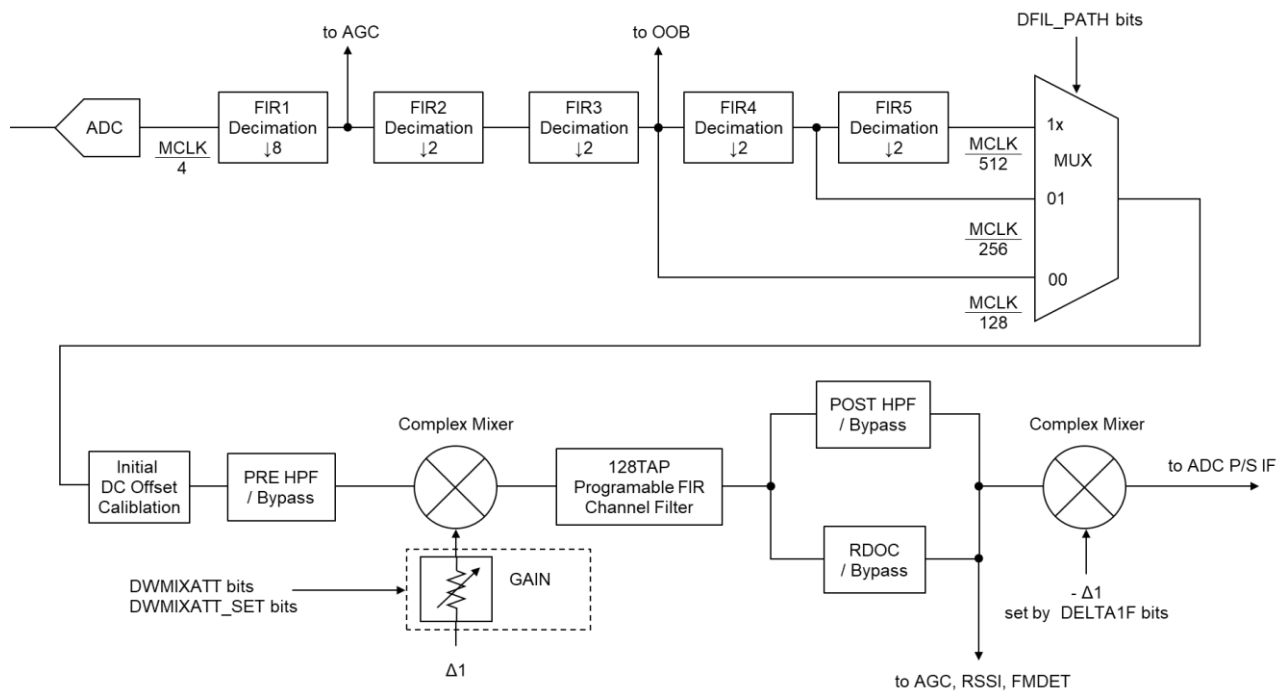 to AGC
to OOB
DFIL_PATH bits
ADC
MCLK
4
FIR1
Decimation
↓8
FIR2
Decimation
↓2
FIR3
Decimation
↓2
FIR4
Decimation
↓2
FIR5
Decimation
↓2
MCLK
512
1x
MUX
01
MCLK
256
00
MCLK
128
Initial
DC Offset
Caliblation
PRE HPF
/ Bypass
Complex Mixer
128TAP
Programable FIR
Channel Filter
POST HPF
/ Bypass
RDOC
/ Bypass
Complex Mixer
to ADC P/S IF
DWMIXATT bits
DWMIXATT_SET bits
GAIN
Δ1
- Δ1
set by DELTA1F bits
to AGC, RSSI, FMDET